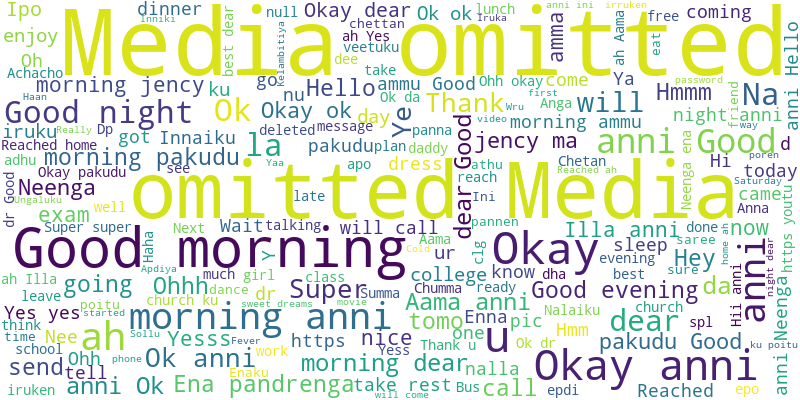 Ipo
dinner
Inniki
null
Okay dear
chettan
ah Yes
Ok ok
lunch
Iruka
anni ini
irruken
free
coming
Media omitted
enjoy
Oh
Achacho
best dear
veetuku
dee
take
amma
eat
ah Aama
anni Hello
morning jency
ku
go
Kelambitiya
Hello
ammu Good
Ohh okay
come
Ya
password
Haan
Good night
Ok
Okay ok
nu
day
Ye
Thank
Ok da
Anga
first
will
Hmmm
Na
friend
iruku
Really
Dp
got
Innaiku
deleted
message
panna
Wru
video
morning ammu
night anni
way
Reached home
la
pakudu
plan
daddy
dear Good
jency ma
anni Good
d
adhu
morning pakudu
Yaa
apo
dress
athu
Chetan
Hi
poren
today
Okay pakudu
see
reach
Reached ah
Saturday
dr Good
Neenga
Ungaluku
omitted Media
Ini
Neenga ena
came
Anna
exam
well
late
pannen
Super super
Next
Wait
talking
will call
Illa anni
done
now
https youtu
Good morning
Haha
Y
Aama
ur
clg
Okay
Hey
sleep
saree
evening
home ah
Apdiya
Cold
college
know
dha
best
sure
anni
night dear
ah Illa
going
Ohhh
much
girl
class
Super
Chumma
ready
Good evening
da
Hii anni
anni Neenga
leave
poitu
dance
dr
Summa
Aama anni
Nalaiku
church
spl
started
church ku
sweet dreams
movie
Enna
pic
Yes yes
ah
morning anni
tomo
one
u
Hmm
dear
think
time
Nee
Sollu
Yesss
Fever
https
nice
Thank u
Ok dr
pakudu Good
ku poitu
school
Ohh
phone
Ok anni
work
Yess
send
tell
Enaku
morning dear
nalla
Okay anni
iruken
anni Ok
Ena pandrenga
take rest
will come
Bus
call
epdi
Reached
epo